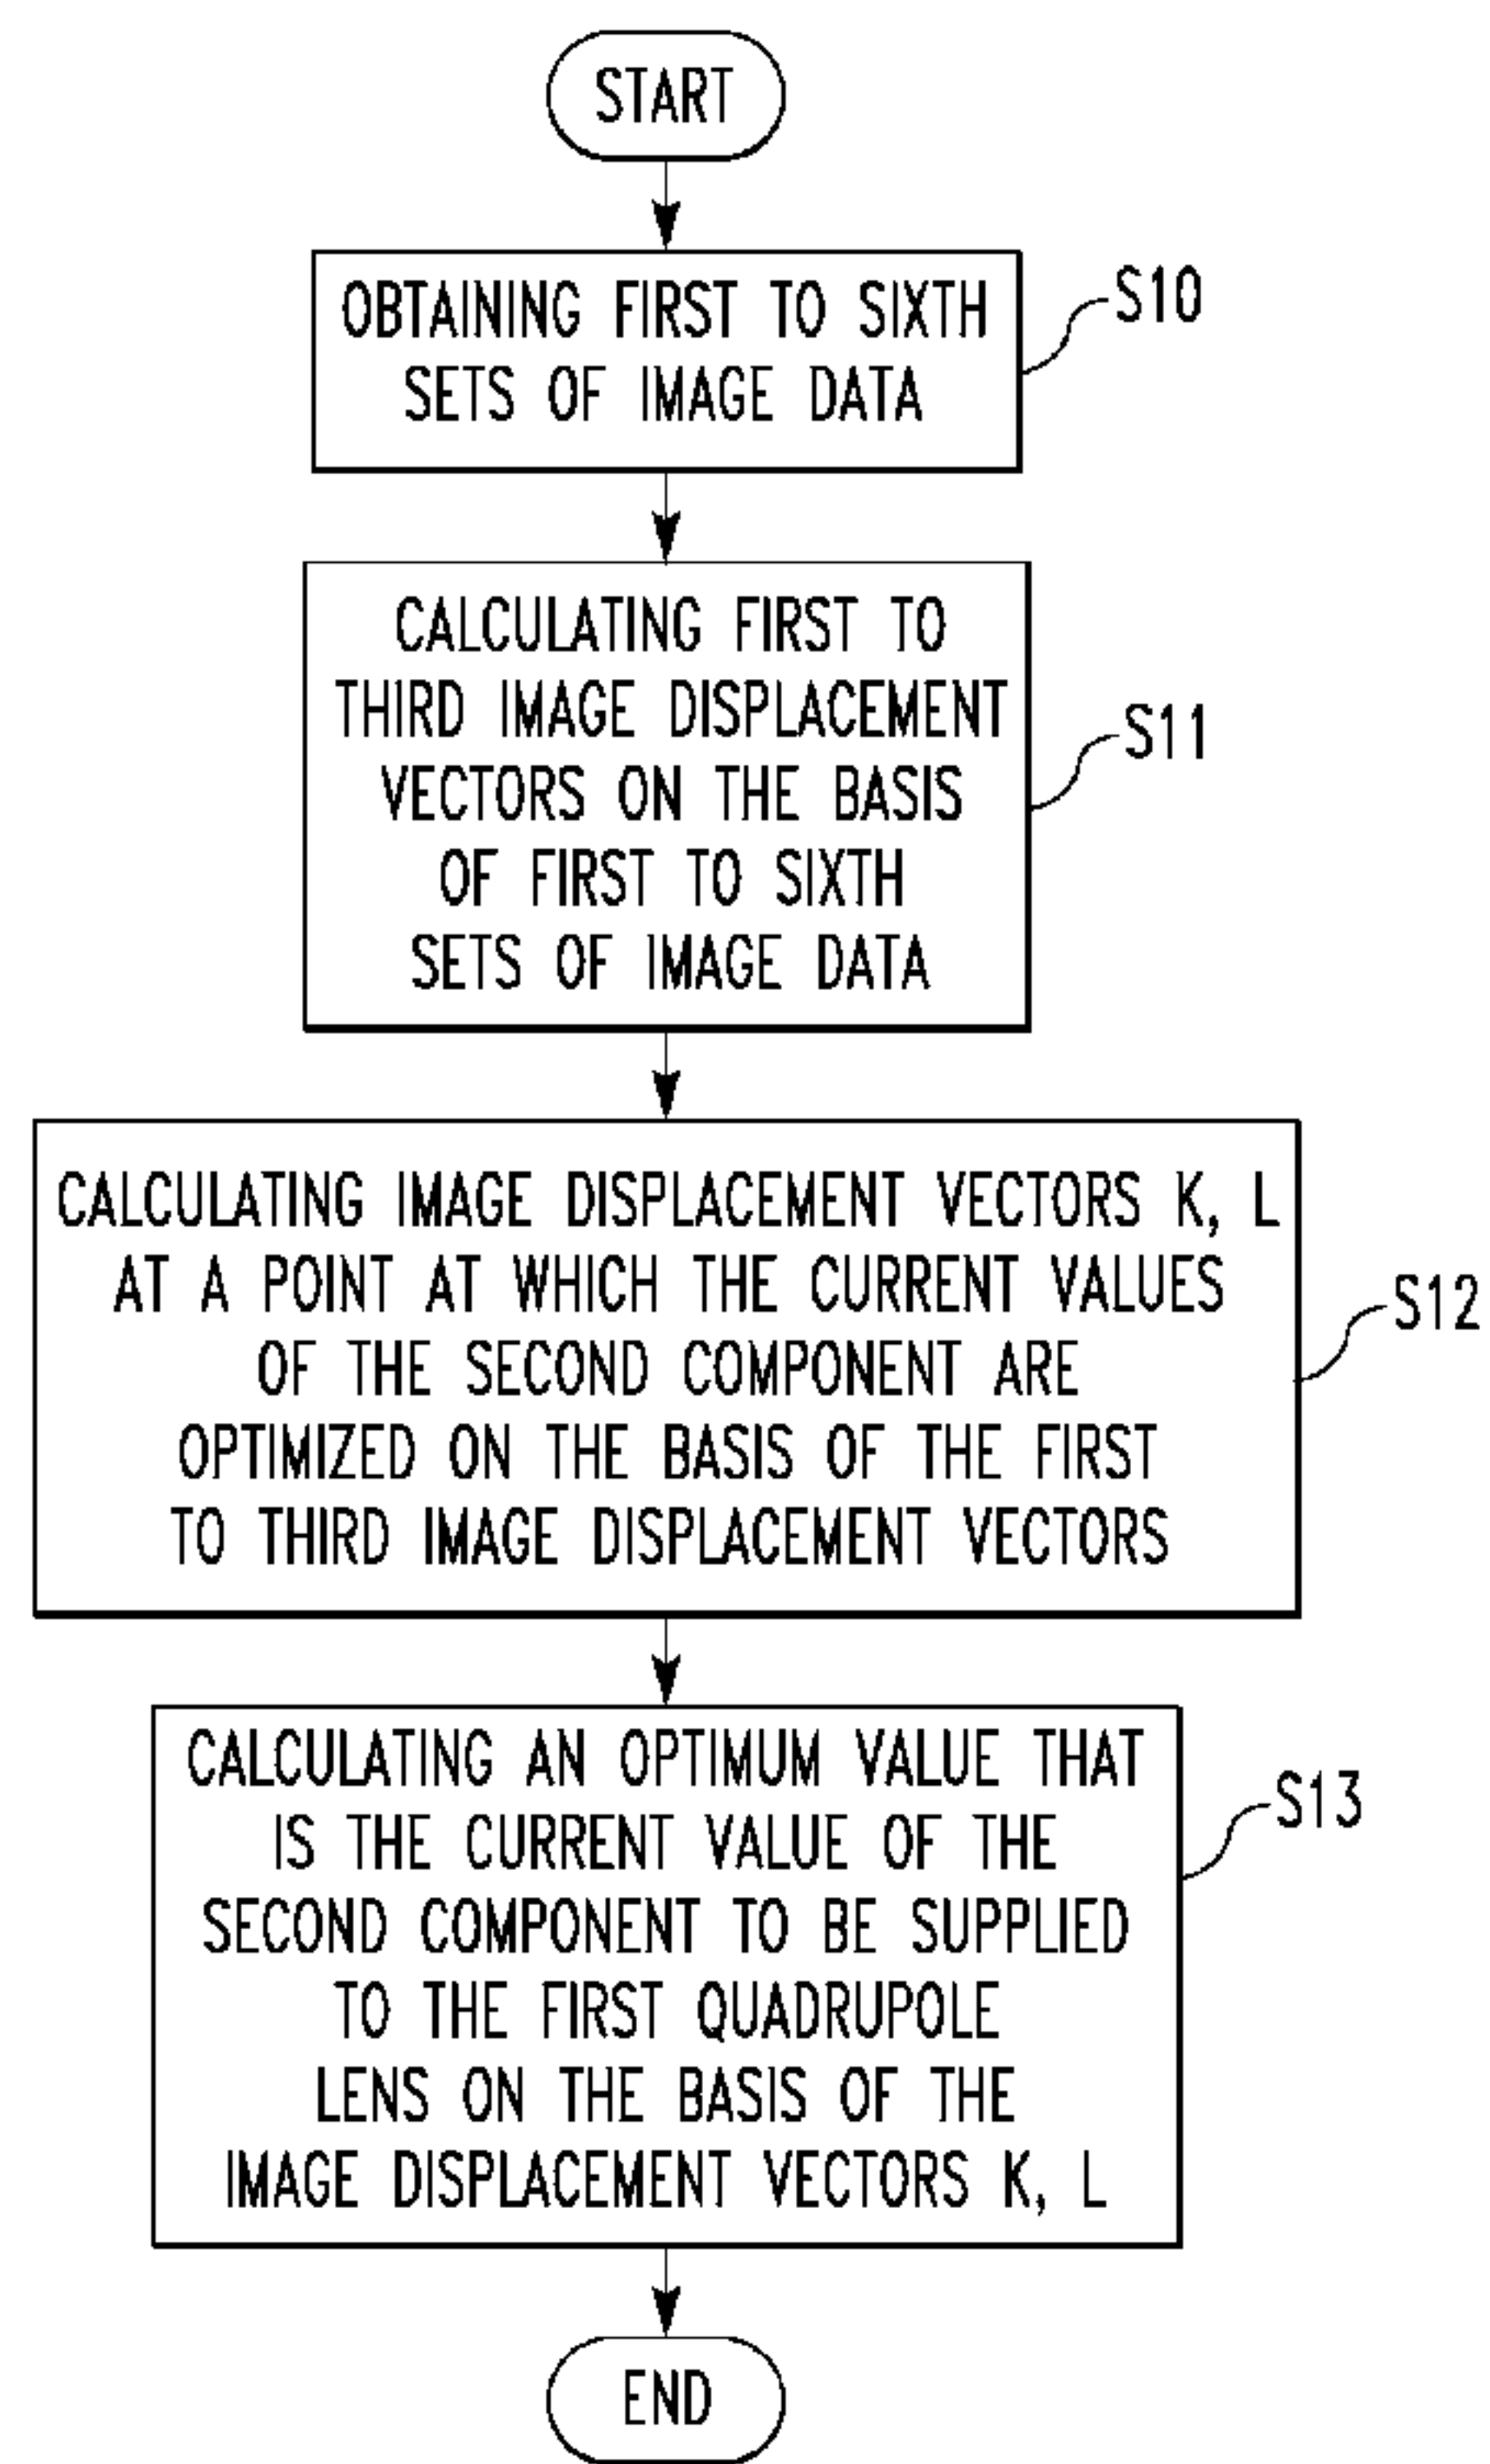 START
OBTAINING FIRST TO SIXTH
SETS OF IMAGE DATA
S10
CALCULATING FIRST TO
THIRD IMAGE DISPLACEMENT
VECTORS ON THE BASIS
OF FIRST TO SIXTH
SETS OF IMAGE DATA
S11
CALCULATING IMAGE DISPLACEMENT VECTORS K, L
AT A POINT AT WHICH THE CURRENT VALUES
OF THE SECOND COMPONENT ARE
OPTIMIZED ON THE BASIS OF THE FIRST
TO THIRD IMAGE DISPLACEMENT VECTORS
S12
CALCULATING AN OPTIMUM VALUE THAT
IS THE CURRENT VALUE OF THE
SECOND COMPONENT TO BE SUPPLIED
TO THE FIRST QUADRUPOLE
LENS ON THE BASIS OF THE
IMAGE DISPLACEMENT VECTORS K, L
S13
END